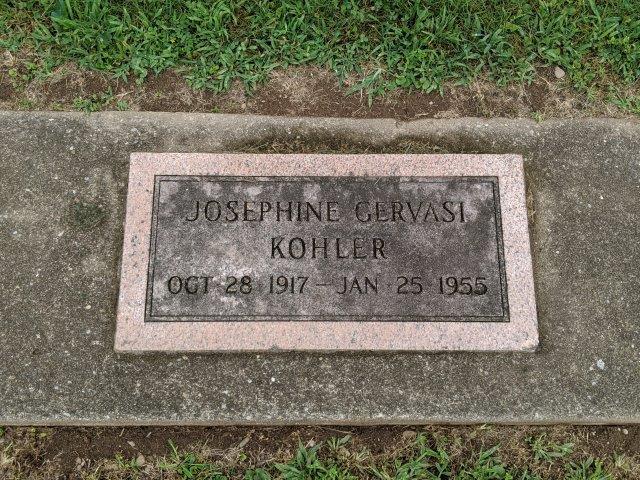 JOSEPHINE GERVASI
KOHLER
OCT 28 1917 – JAN 25 1955